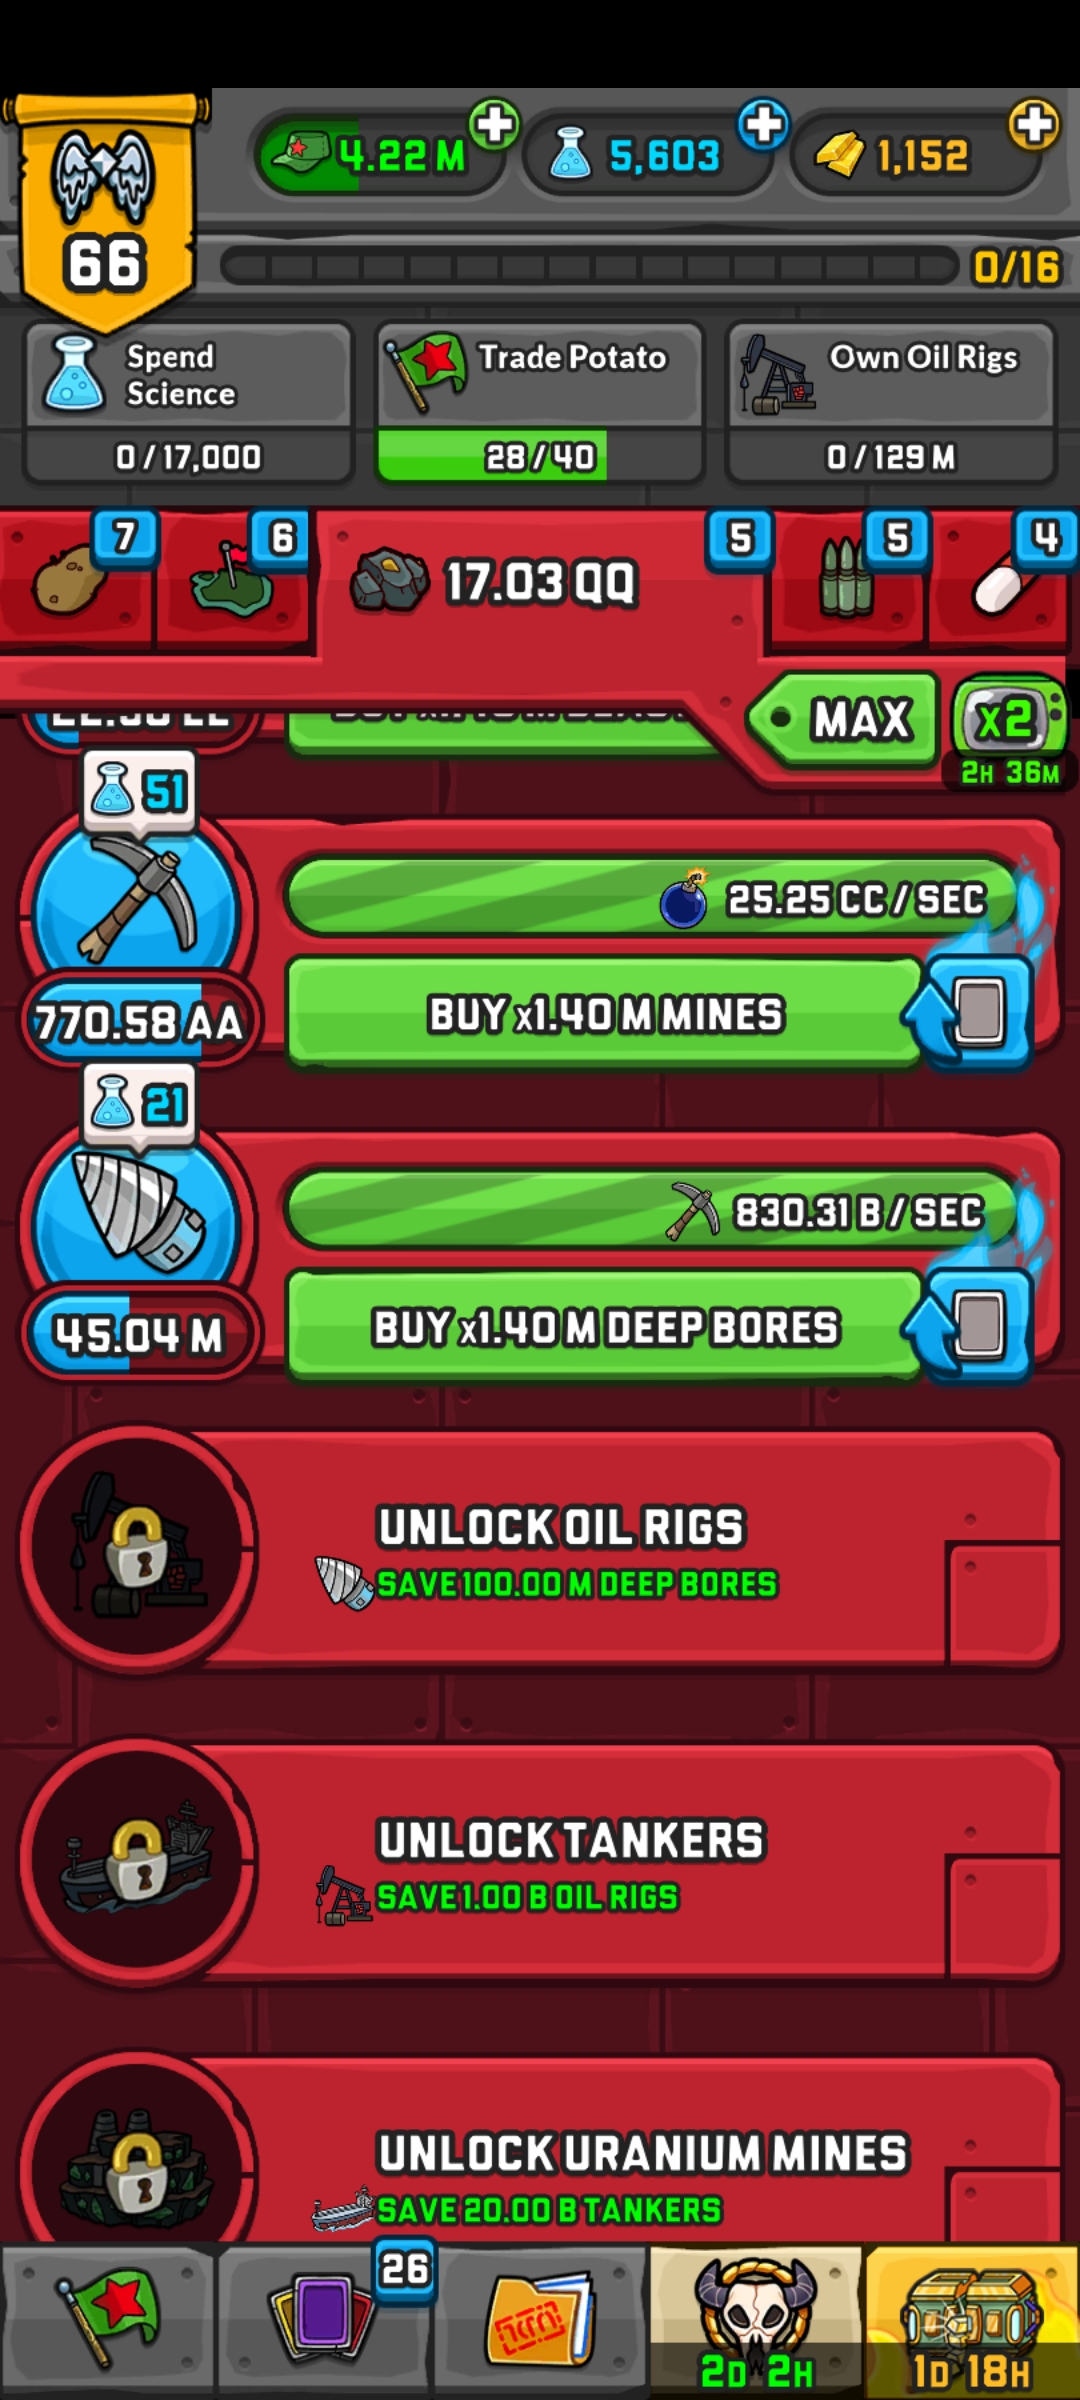 66
4.22 M
5,603
1,152
0/16
Spend
Science
0/17,000
Trade Potato
28/40
Own Oil Rigs
0/129 M
7
6
17.03 QQ
5
5
4
MAX
x2
2H 36M
51
25.25 CC/SEC
770.58 AA
BUY x1.40 M MINES
21
830.31 B/SEC
45.04 M
BUY x1.40 M DEEP BORES
UNLOCK OIL RIGS
SAVE 100.00 M DEEP BORES
UNLOCK TANKERS
SAVE 1.00 B OIL RIGS
UNLOCK URANIUM MINES
SAVE 20.00 B TANKERS
26
2D 2H
1D 18H